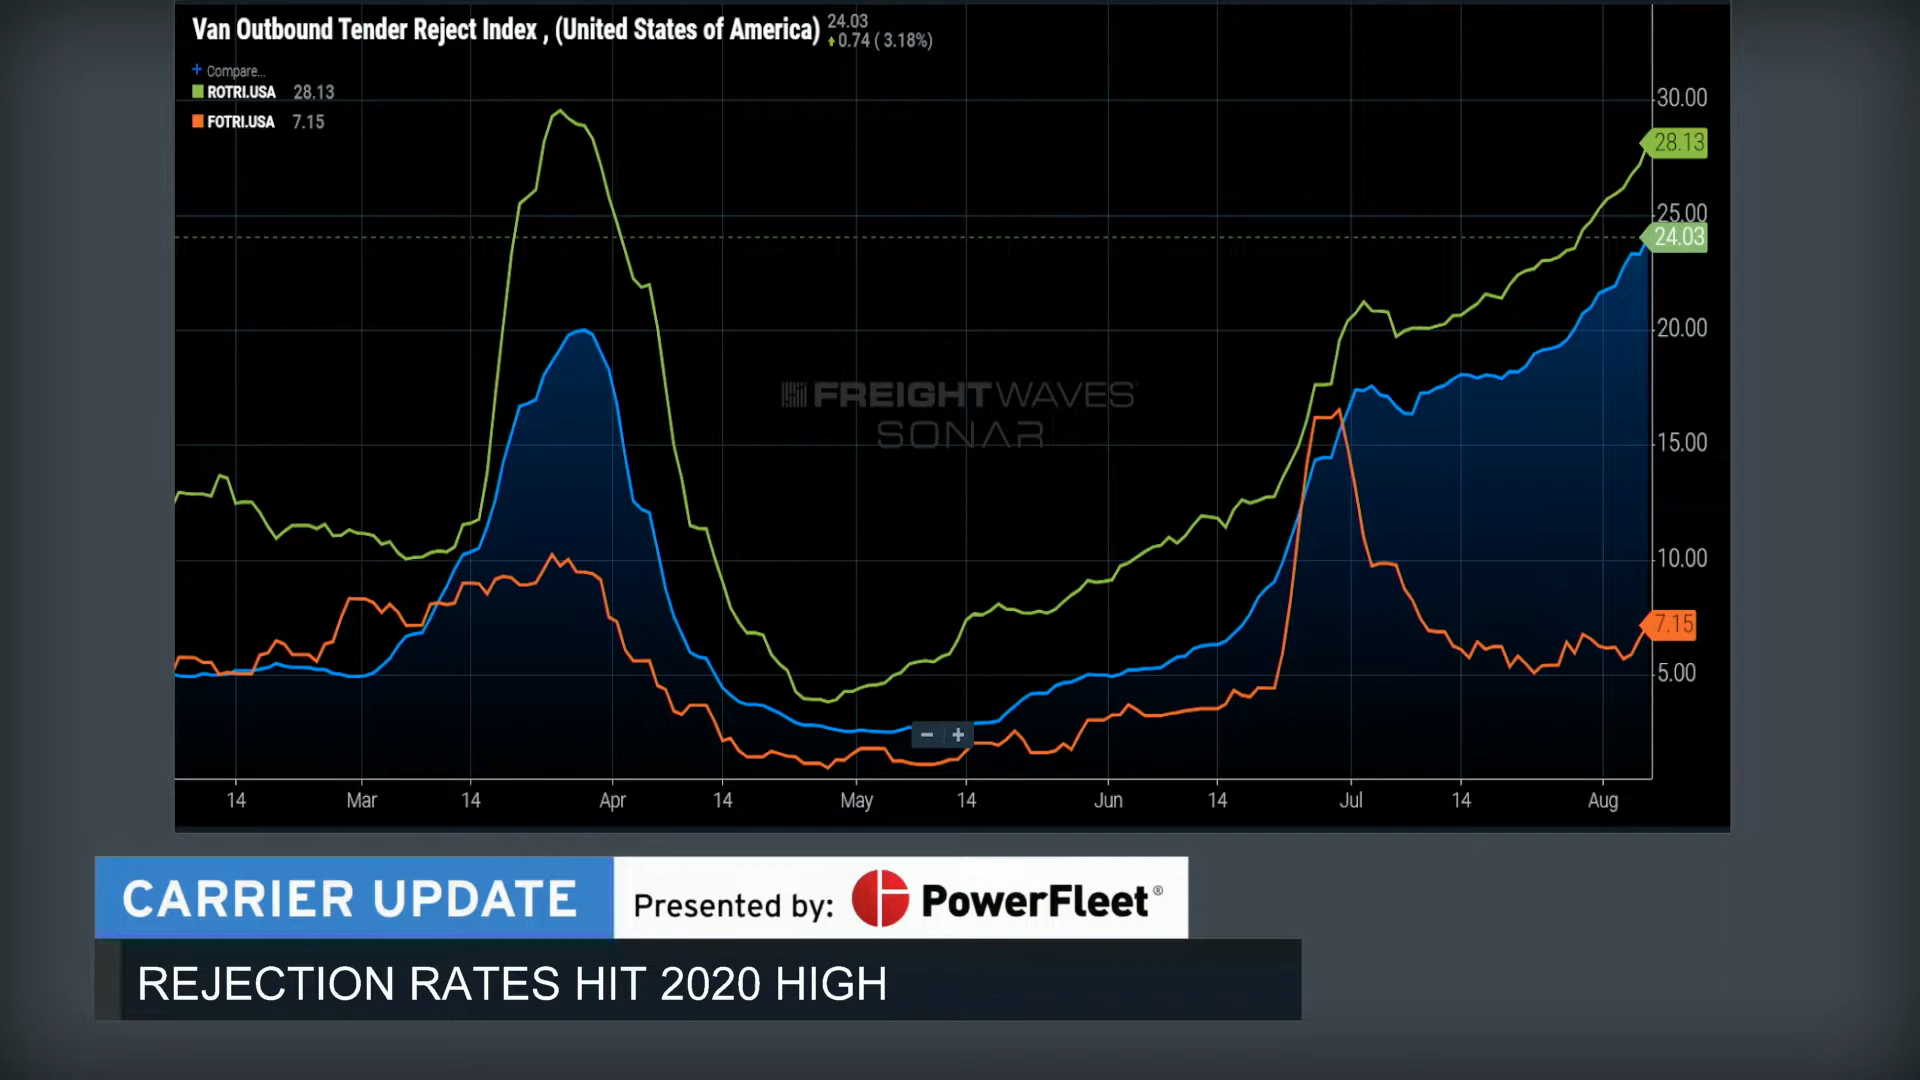 Van Outbound Tender Reject Index , (United States of America)
24.03
0.74 ( 3.18%)
+ Compare...
ROTRI.USA 28.13
FOTRI.USA 7.15
30.00
28.13
25.00
24.03
20.00
FREIGHTWAVES
SONAR
15.00
10.00
7.15
5.00
− +
14 Mar 14 Apr 14 May 14 Jun 14 Jul 14 Aug
CARRIER UPDATE
Presented by: PowerFleet®
REJECTION RATES HIT 2020 HIGH